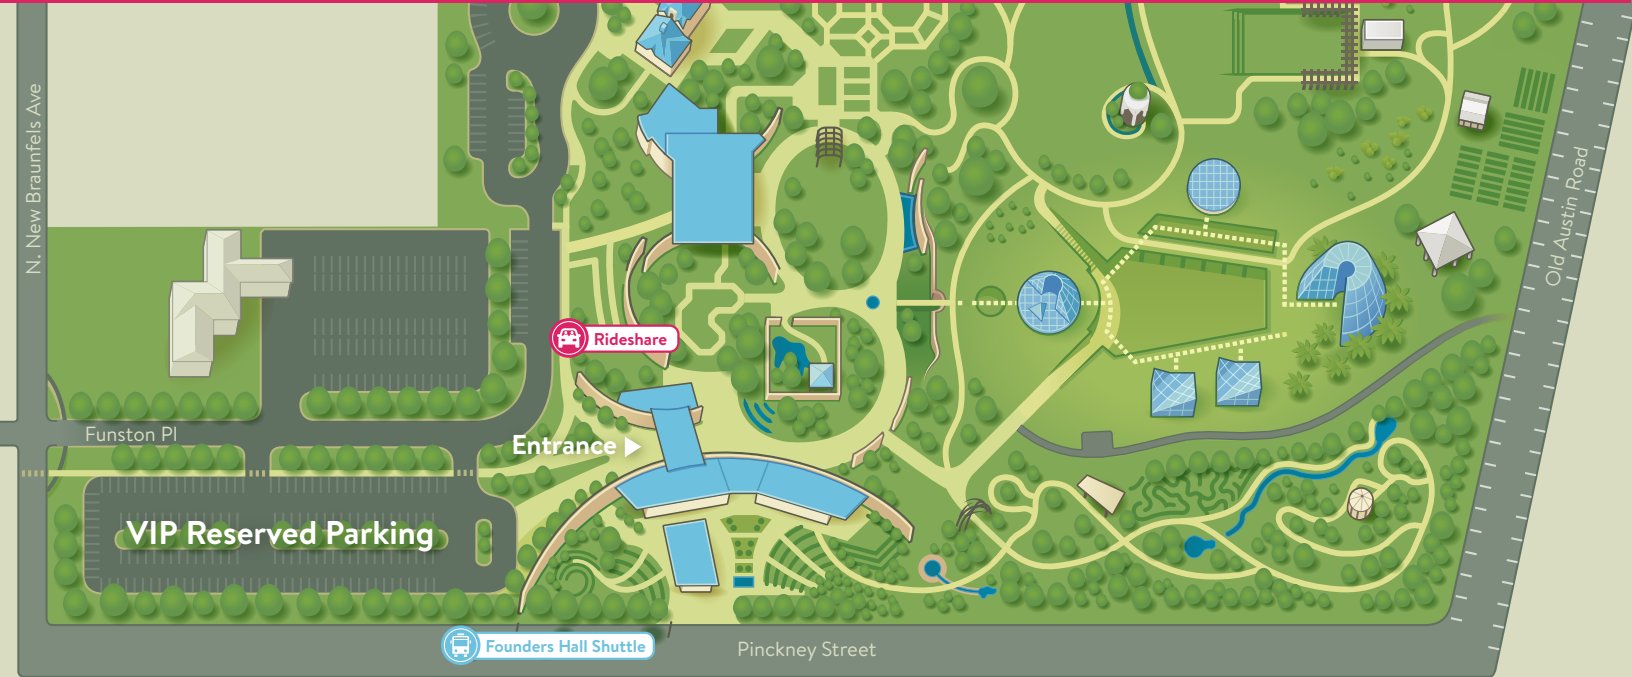 N. New Braunfels Ave
Old Austin Road
Rideshare
Funston Pl
Entrance
VIP Reserved Parking
Founders Hall Shuttle
Pinckney Street